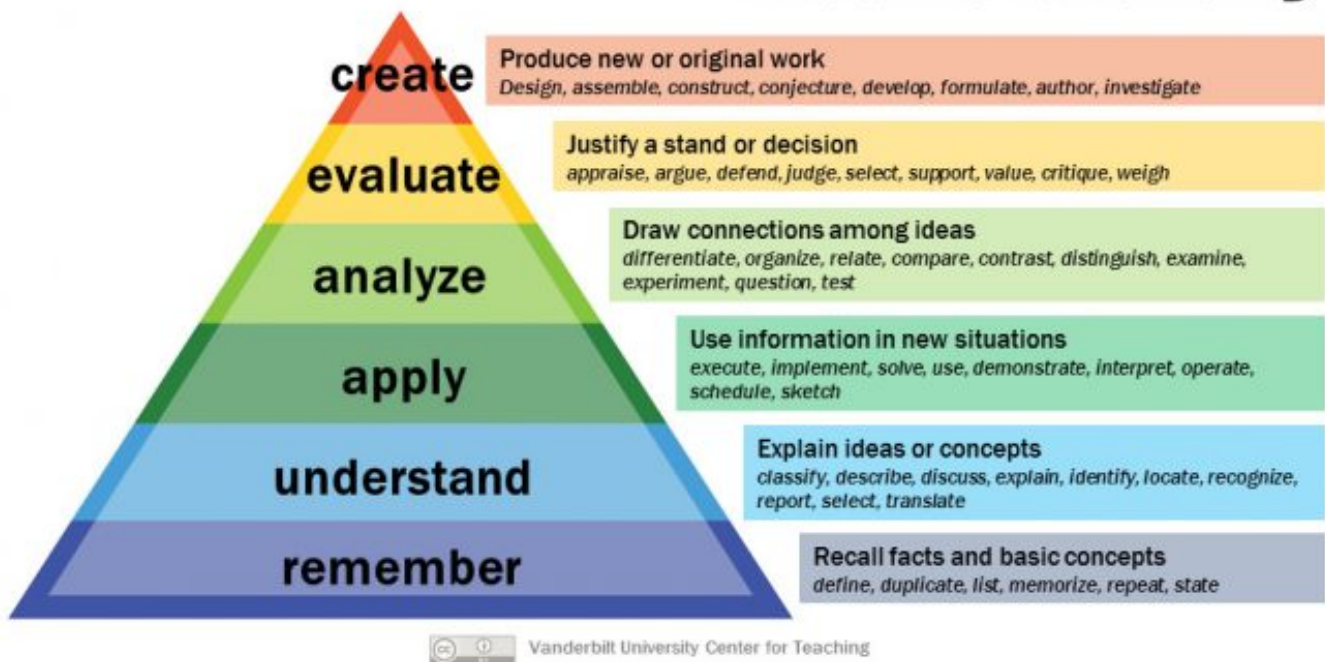 create
Produce new or original work
Design, assemble, construct, conjecture, develop, formulate, author, investigate
evaluate
Justify a stand or decision
appraise, argue, defend, judge, select, support, value, critique, weigh
analyze
Draw connections among ideas
differentiate, organize, relate, compare, contrast, distinguish, examine,
experiment, question, test
apply
Use information in new situations
execute, implement, solve, use, demonstrate, interpret, operate,
schedule, sketch
understand
Explain ideas or concepts
classify, describe, discuss, explain, identify, locate, recognize,
report, select, translate
remember
Recall facts and basic concepts
define, duplicate, list, memorize, repeat, state
cc
Vanderbilt University Center for Teaching